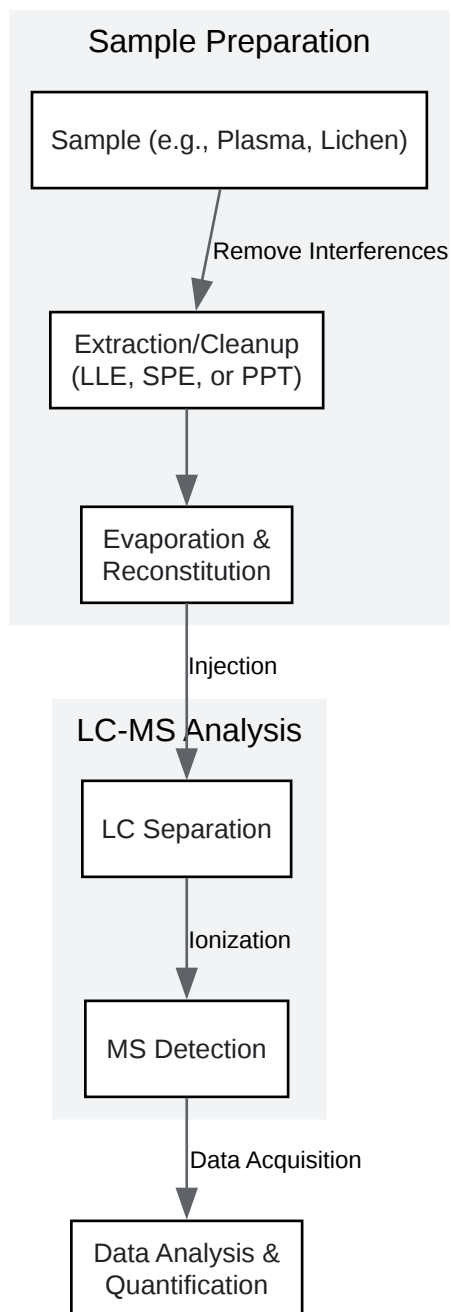 Sample Preparation
Sample (e.g., Plasma, Lichen)
Remove Interferences
Extraction/Cleanup
(LLE, SPE, or PPT)
Evaporation &
Reconstitution
Injection
LC-MS Analysis
LC Separation
Ionization
MS Detection
Data Acquisition
Data Analysis &
Quantification